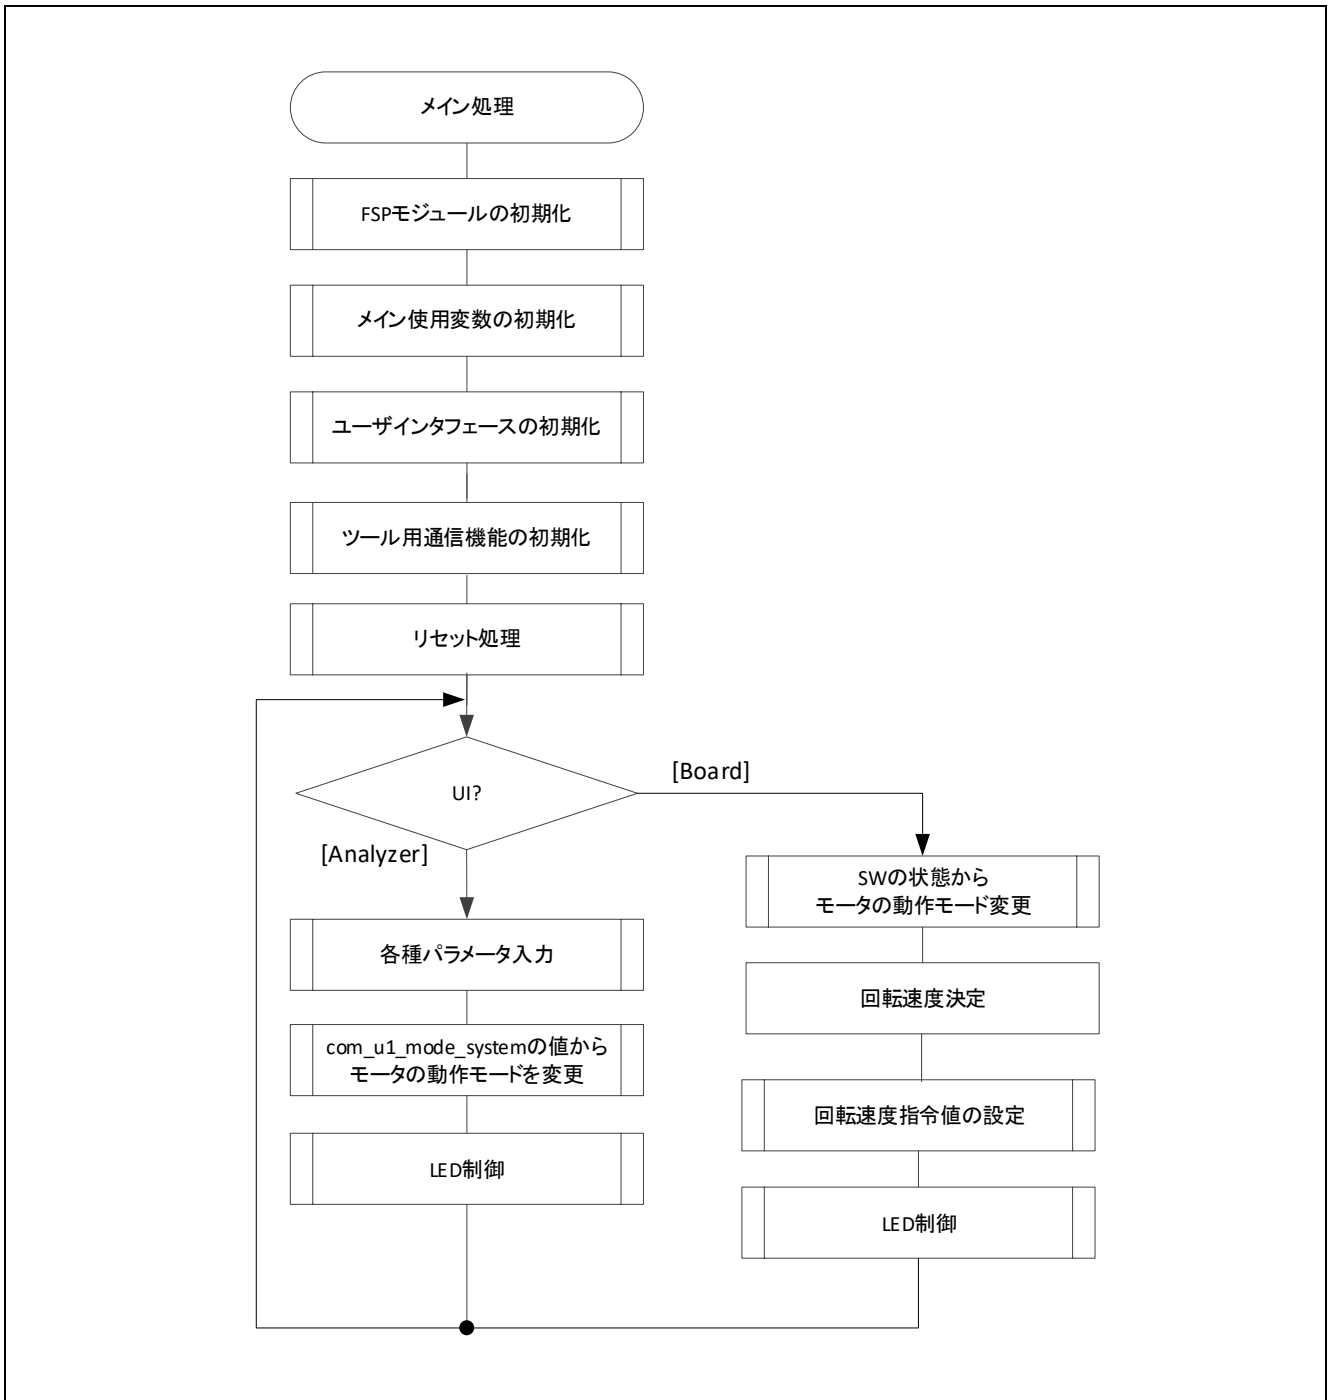 メイン処理
FSPモジュールの初期化
メイン使用変数の初期化
ユーザインタフェースの初期化
ツール用通信機能の初期化
リセット処理
UI?
[Board]
[Analyzer]
各種パラメータ入力
com_u1_mode_systemの値から
モータの動作モードを変更
LED制御
SWの状態から
モータの動作モード変更
回転速度決定
回転速度指令値の設定
LED制御